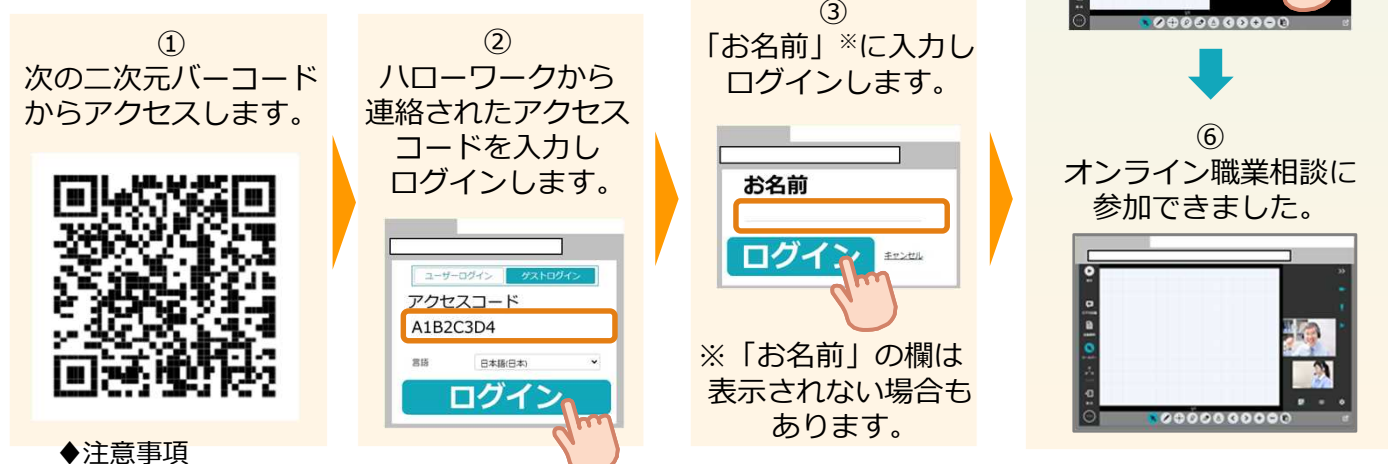 ①
次の二次元バーコード
からアクセスします。
②
ハローワークから
連絡されたアクセス
コードを入力し
ログインします。
ユーザーログイン
ゲストログイン
アクセスコード
A1B2C3D4
言語
日本語(日本)
ログイン
③
「お名前」※に入力し
ログインします。
お名前
ログイン
キャンセル
※「お名前」の欄は
表示されない場合も
あります。
⑥
オンライン職業相談に
参加できました。
◆注意事項